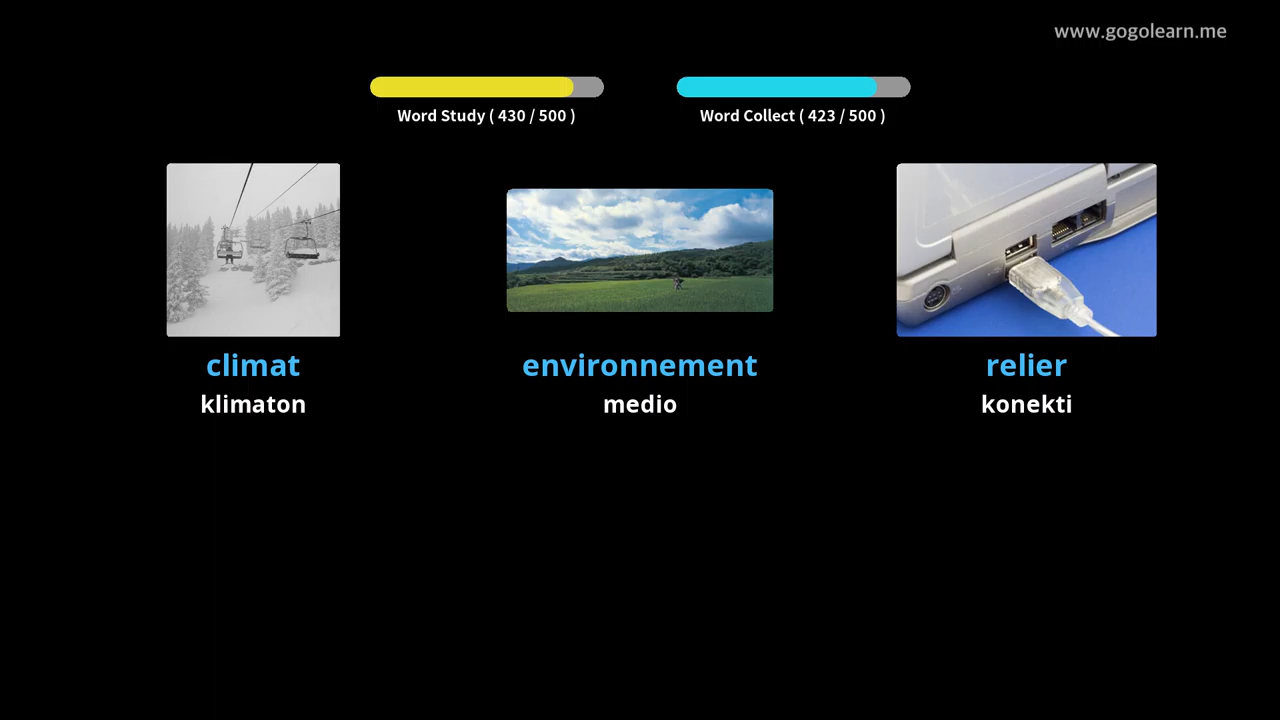 www.gogolearn.me
Word Study ( 430 / 500 )
Word Collect ( 423 / 500 )
climat
klimaton
environnement
medio
relier
konekti